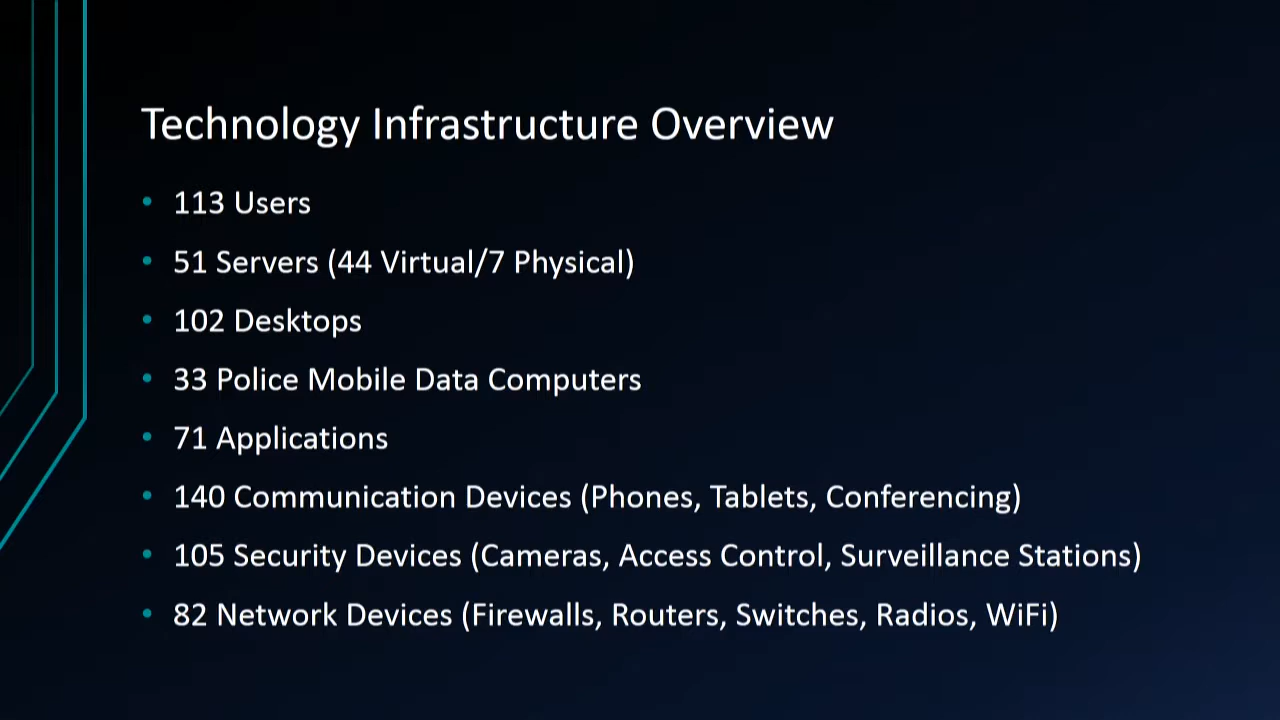 Technology Infrastructure Overview
• 113 Users
• 51 Servers (44 Virtual/7 Physical)
• 102 Desktops
• 33 Police Mobile Data Computers
• 71 Applications
• 140 Communication Devices (Phones, Tablets, Conferencing)
• 105 Security Devices (Cameras, Access Control, Surveillance Stations)
• 82 Network Devices (Firewalls, Routers, Switches, Radios, WiFi)